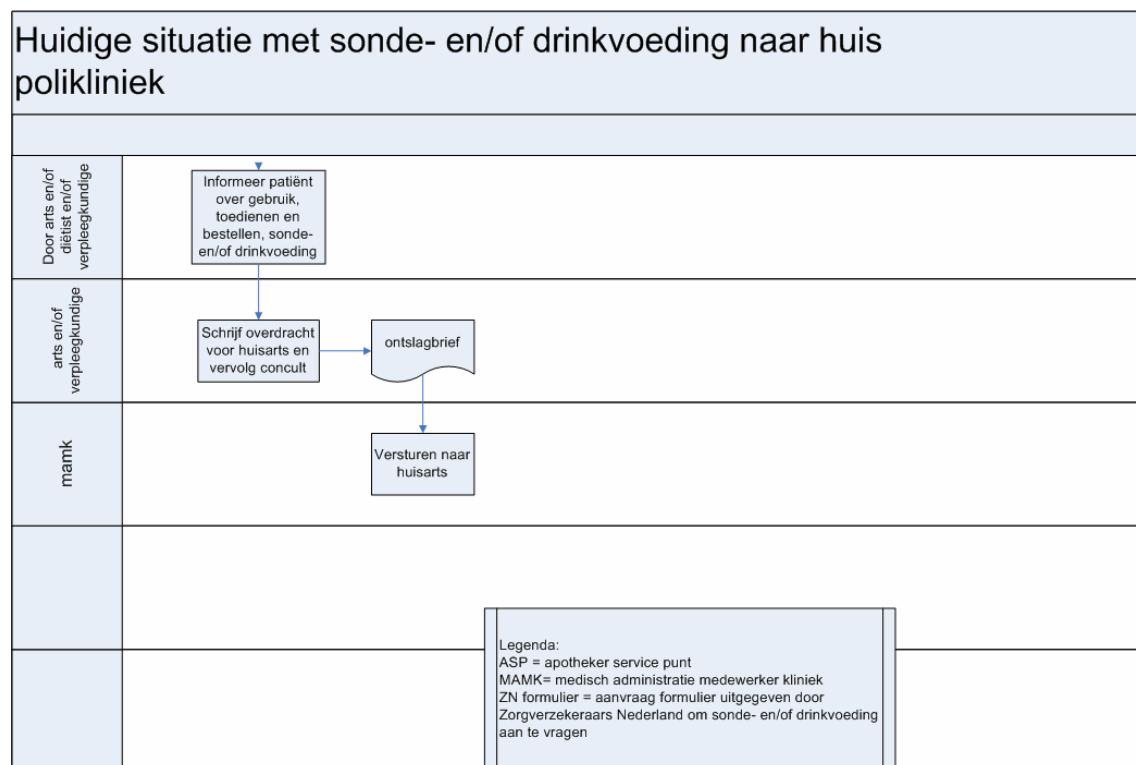 Huidige situatie met sonde- en/of drinkvoeding naar huis
polikliniek
Door arts en/of
diëtist en/of
verpleegkundige
Informeer patiënt
over gebruik,
toedienen en
bestellen, sonde-
en/of drinkvoeding
arts en/of
verpleegkundige
Schrijf overdracht
voor huisarts en
vervolg concult
ontslagbrief
mamk
Versturen naar
huisarts
Legenda:
ASP = apotheker service punt
MAMK= medisch administratie medewerker kliniek
ZN formulier = aanvraag formulier uitgegeven door
Zorgverzekeraars Nederland om sonde- en/of drinkvoeding
aan te vragen